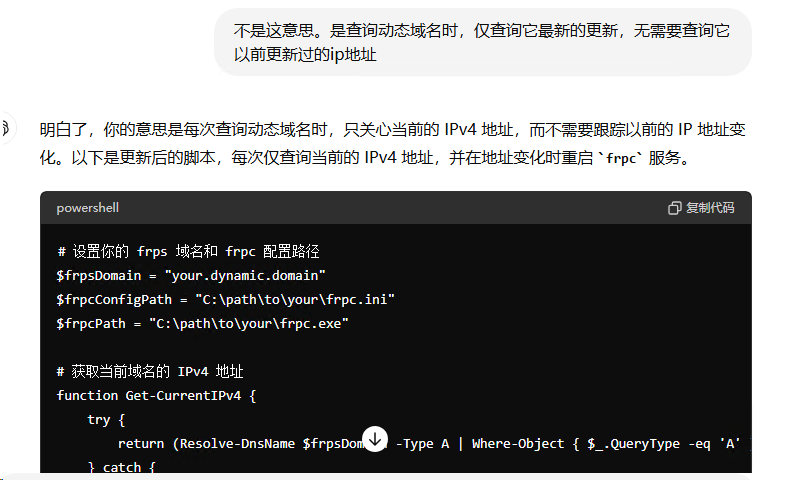 不是这意思。是查询动态域名时，仅查询它最新的更新，无需要查询它
以前更新过的ip地址
明白了，你的意思是每次查询动态域名时，只关心当前的 IPv4 地址，而不需要跟踪以前的 IP 地址变
化。以下是更新后的脚本，每次仅查询当前的 IPv4 地址，并在地址变化时重启 `frpc` 服务。
powershell 复制代码
# 设置你的 frps 域名和 frpc 配置路径
$frpsDomain = "your.dynamic.domain"
$frpcConfigPath = "C:\path\to\your\frpc.ini"
$frpcPath = "C:\path\to\your\frpc.exe"
# 获取当前域名的 IPv4 地址
function Get-CurrentIPv4 {
try {
return (Resolve-DnsName -Type A | Where-Object { $_.QueryType -eq 'A'
} catch {